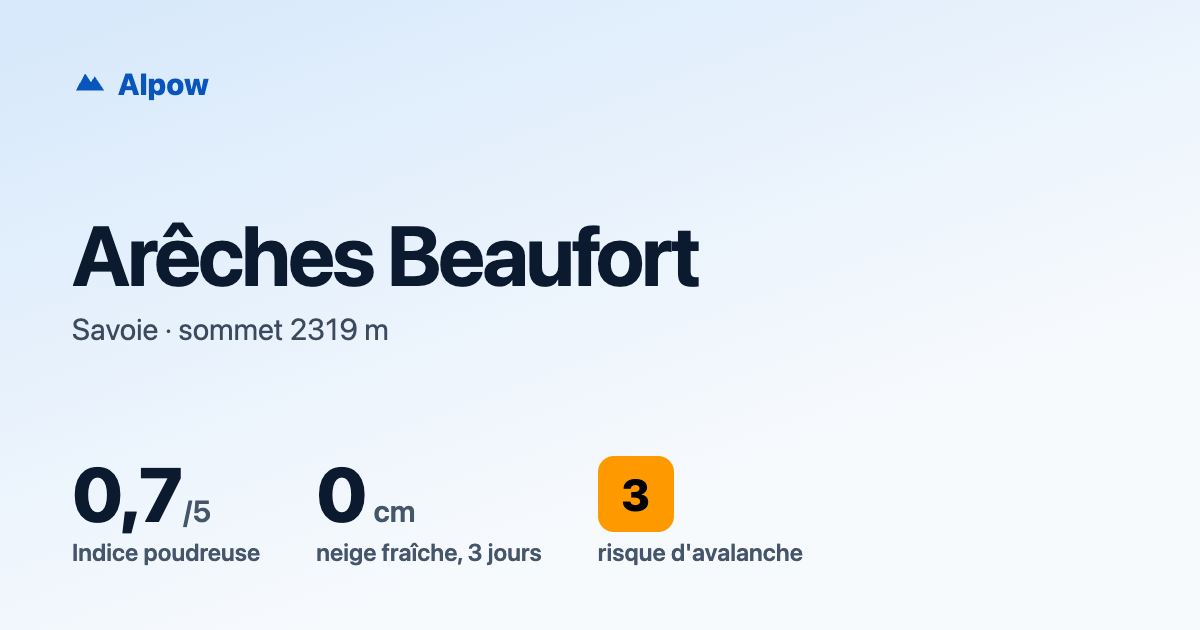 Alpow
Arêches Beaufort
Savoie · sommet 2319 m
0,7/5
Indice poudreuse
0 cm
neige fraîche, 3 jours
3
risque d'avalanche